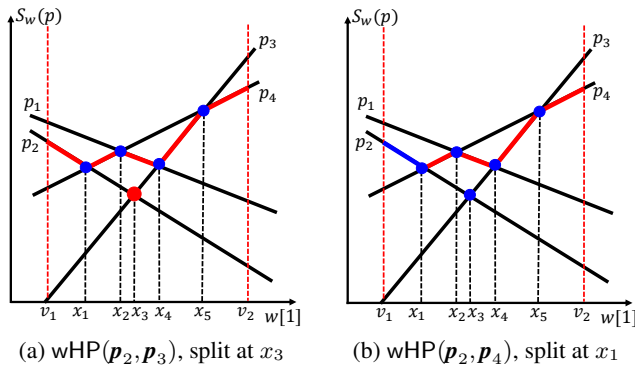 S_w(p)
p_3
p_4
p_1
p_2
v_1 x_1 x_2 x_3 x_4 x_5 v_2 w[1]
(a) wHP(p_2, p_3), split at x_3
S_w(p)
p_3
p_4
p_1
p_2
v_1 x_1 x_2 x_3 x_4 x_5 v_2 w[1]
(b) wHP(p_2, p_4), split at x_1